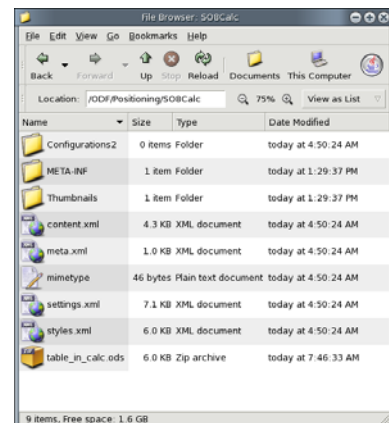 File Browser: SO8Calc
File Edit View Go Bookmarks Help
Back Forward Up Stop Reload Documents This Computer
Location: /ODF/Positioning/SO8Calc 75% View as List
Name Size Type Date Modified
Configurations2 0 items Folder today at 4:50:24 AM
META-INF 1 item Folder today at 1:29:37 PM
Thumbnails 1 item Folder today at 1:29:37 PM
content.xml 4.3 KB XML document today at 4:50:24 AM
meta.xml 1.0 KB XML document today at 4:50:24 AM
mimetype 46 bytes Plain text document today at 4:50:24 AM
settings.xml 7.1 KB XML document today at 4:50:24 AM
styles.xml 6.0 KB XML document today at 4:50:24 AM
table_in_calc.ods 6.0 KB Zip archive today at 7:46:33 AM
9 items, Free space: 1.6 GB